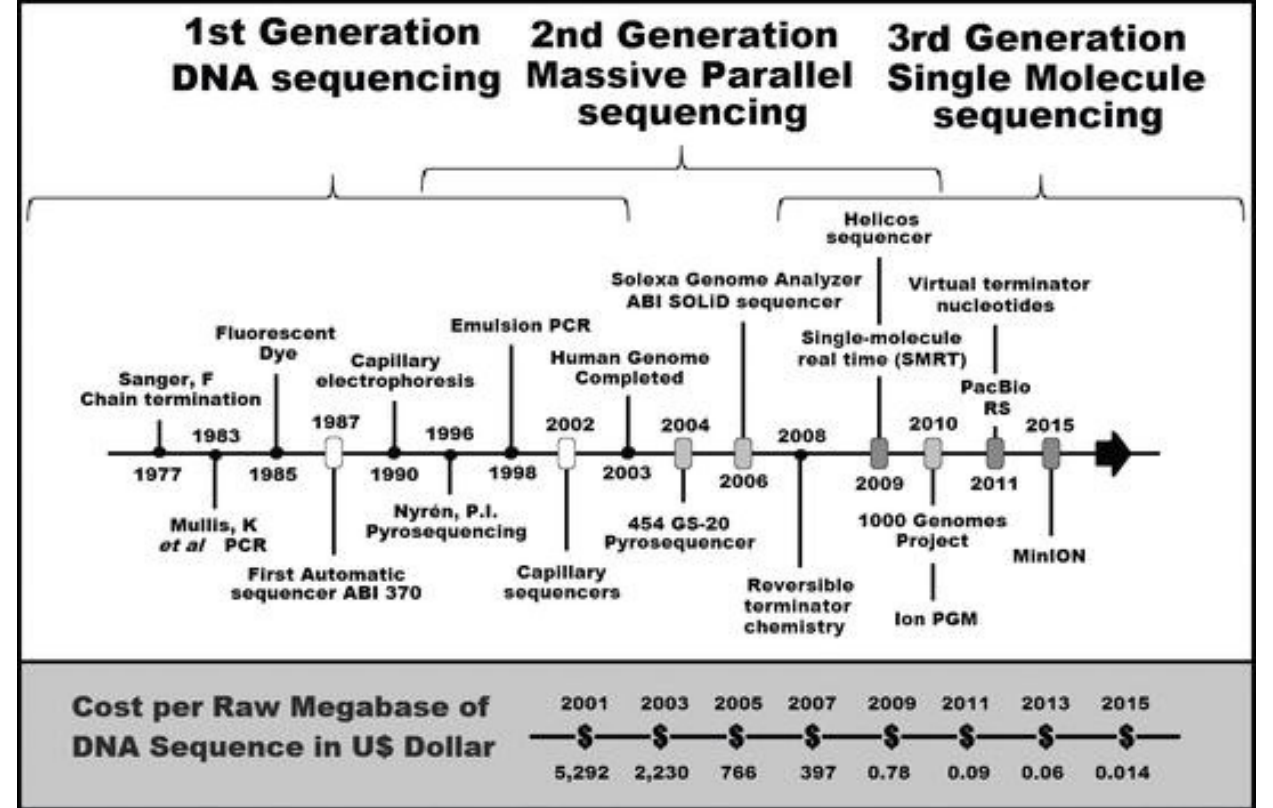 1st Generation
DNA sequencing
2nd Generation
Massive Parallel
sequencing
3rd Generation
Single Molecule
sequencing
Helicos
sequencer
Solexa Genome Analyzer
ABI SOLiD sequencer
Virtual terminator
nucleotides
Fluorescent
Dye
Emulsion PCR
Single-molecule
real time (SMRT)
Capillary
electrophoresis
Human Genome
Completed
Sanger, F
Chain termination
PacBio
RS
1983
1987
1996
2002
2004
2008
2010
2015
1977
1985
1990
1998
2003
2006
2009
2011
Mullis, K
et al PCR
Nyrén, P.I.
Pyrosequencing
454 GS-20
Pyrosequencer
1000 Genomes
Project
MinION
First Automatic
sequencer ABI 370
Capillary
sequencers
Reversible
terminator
chemistry
Ion PGM
Cost per Raw Megabase of
DNA Sequence in U$ Dollar
2001 2003 2005 2007 2009 2011 2013 2015
$ $ $ $ $ $ $ $
5,292 2,230 766 397 0.78 0.09 0.06 0.014